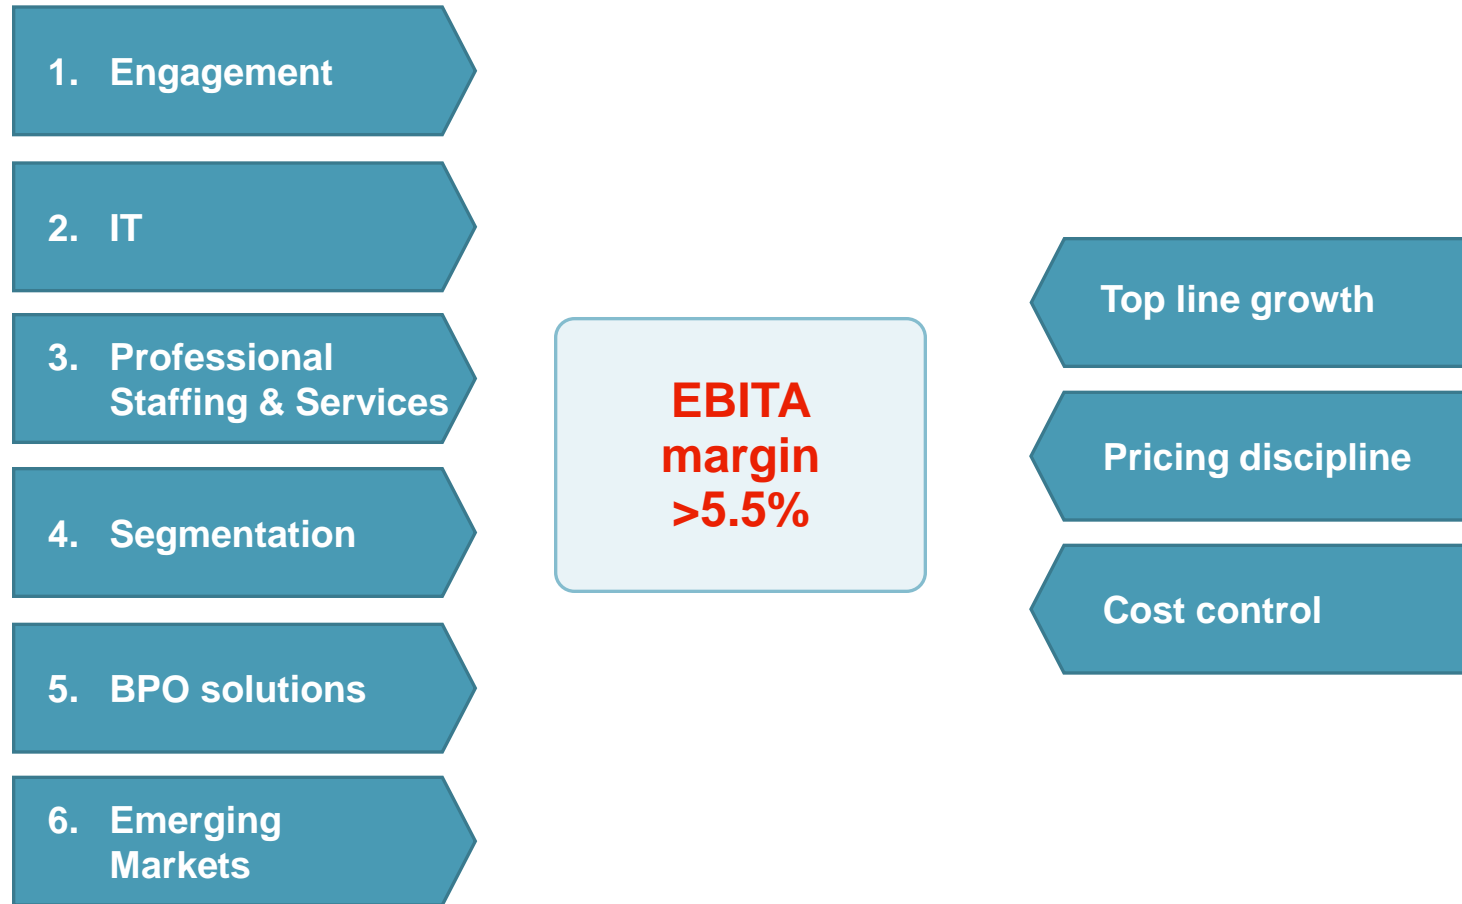 1. Engagement
2. IT
3. Professional
Staffing & Services
4. Segmentation
5. BPO solutions
6. Emerging
Markets
EBITA
margin
>5.5%
Top line growth
Pricing discipline
Cost control